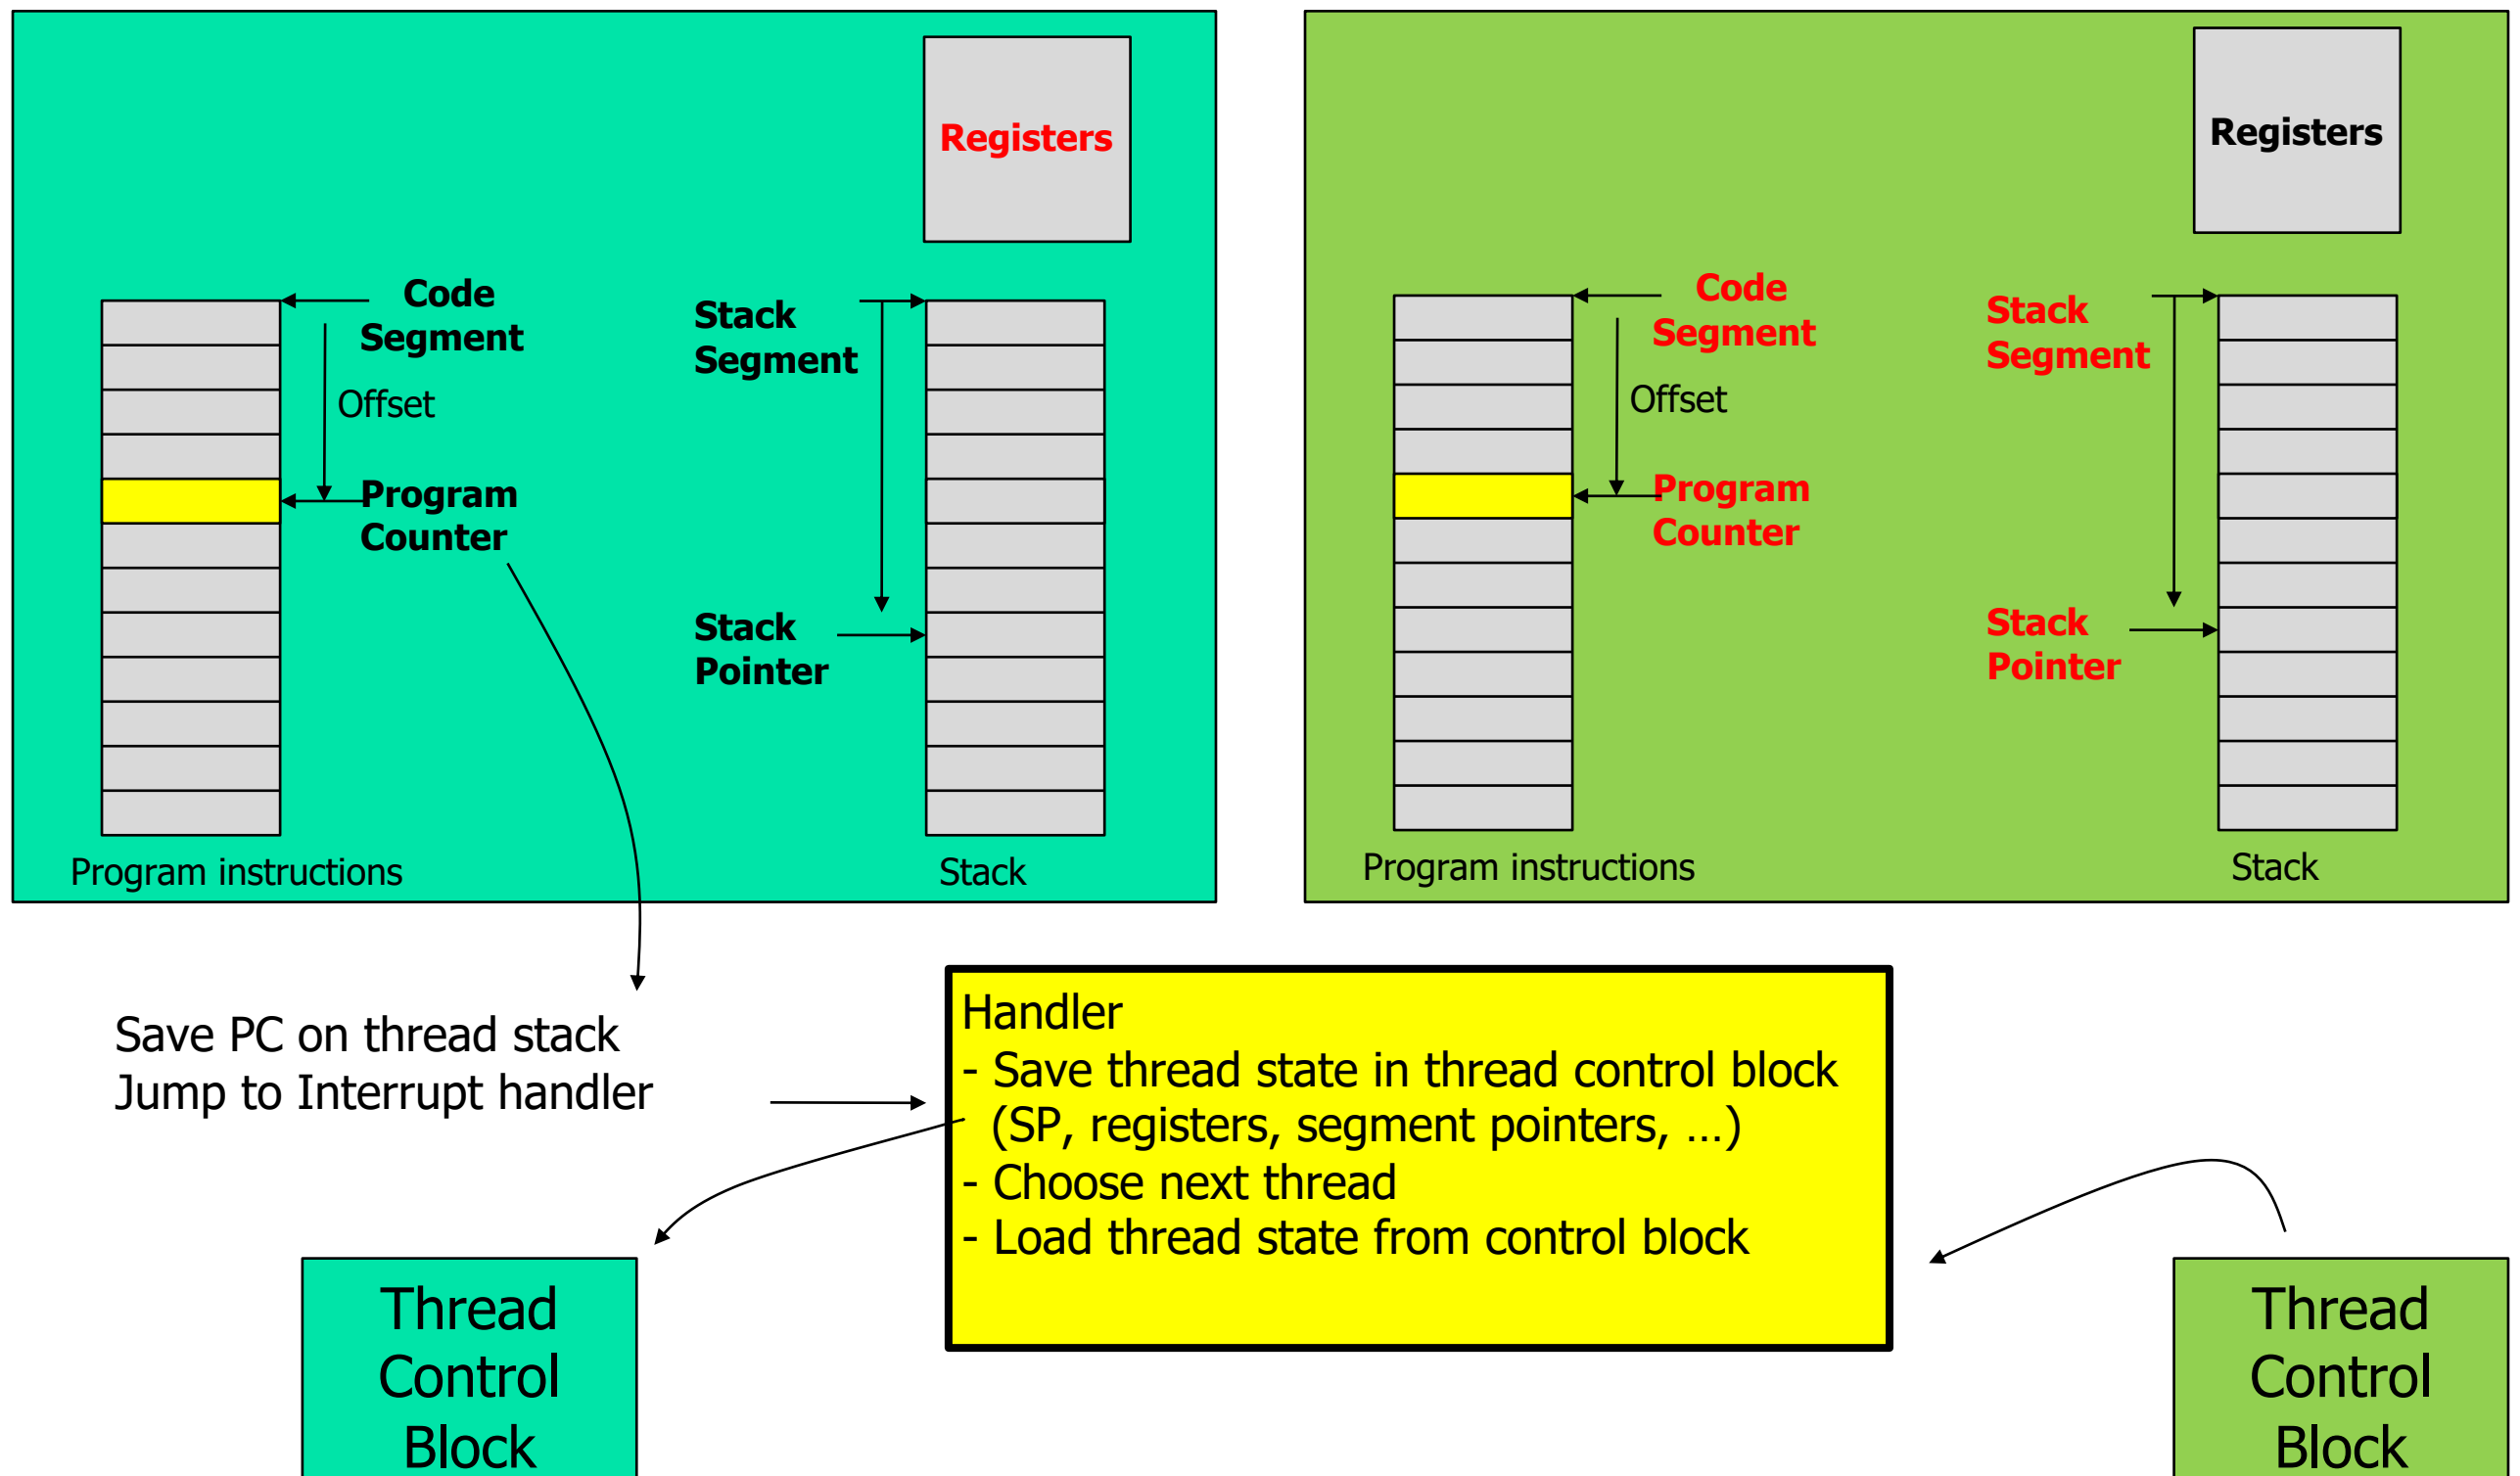 Registers
Code
Segment
Offset
Program
Counter
Stack
Segment
Stack
Pointer
Program instructions
Stack
Registers
Code
Segment
Offset
Program
Counter
Stack
Segment
Stack
Pointer
Program instructions
Stack
Save PC on thread stack
Jump to Interrupt handler
Handler
- Save thread state in thread control block
(SP, registers, segment pointers, …)
- Choose next thread
- Load thread state from control block
Thread
Control
Block
Thread
Control
Block